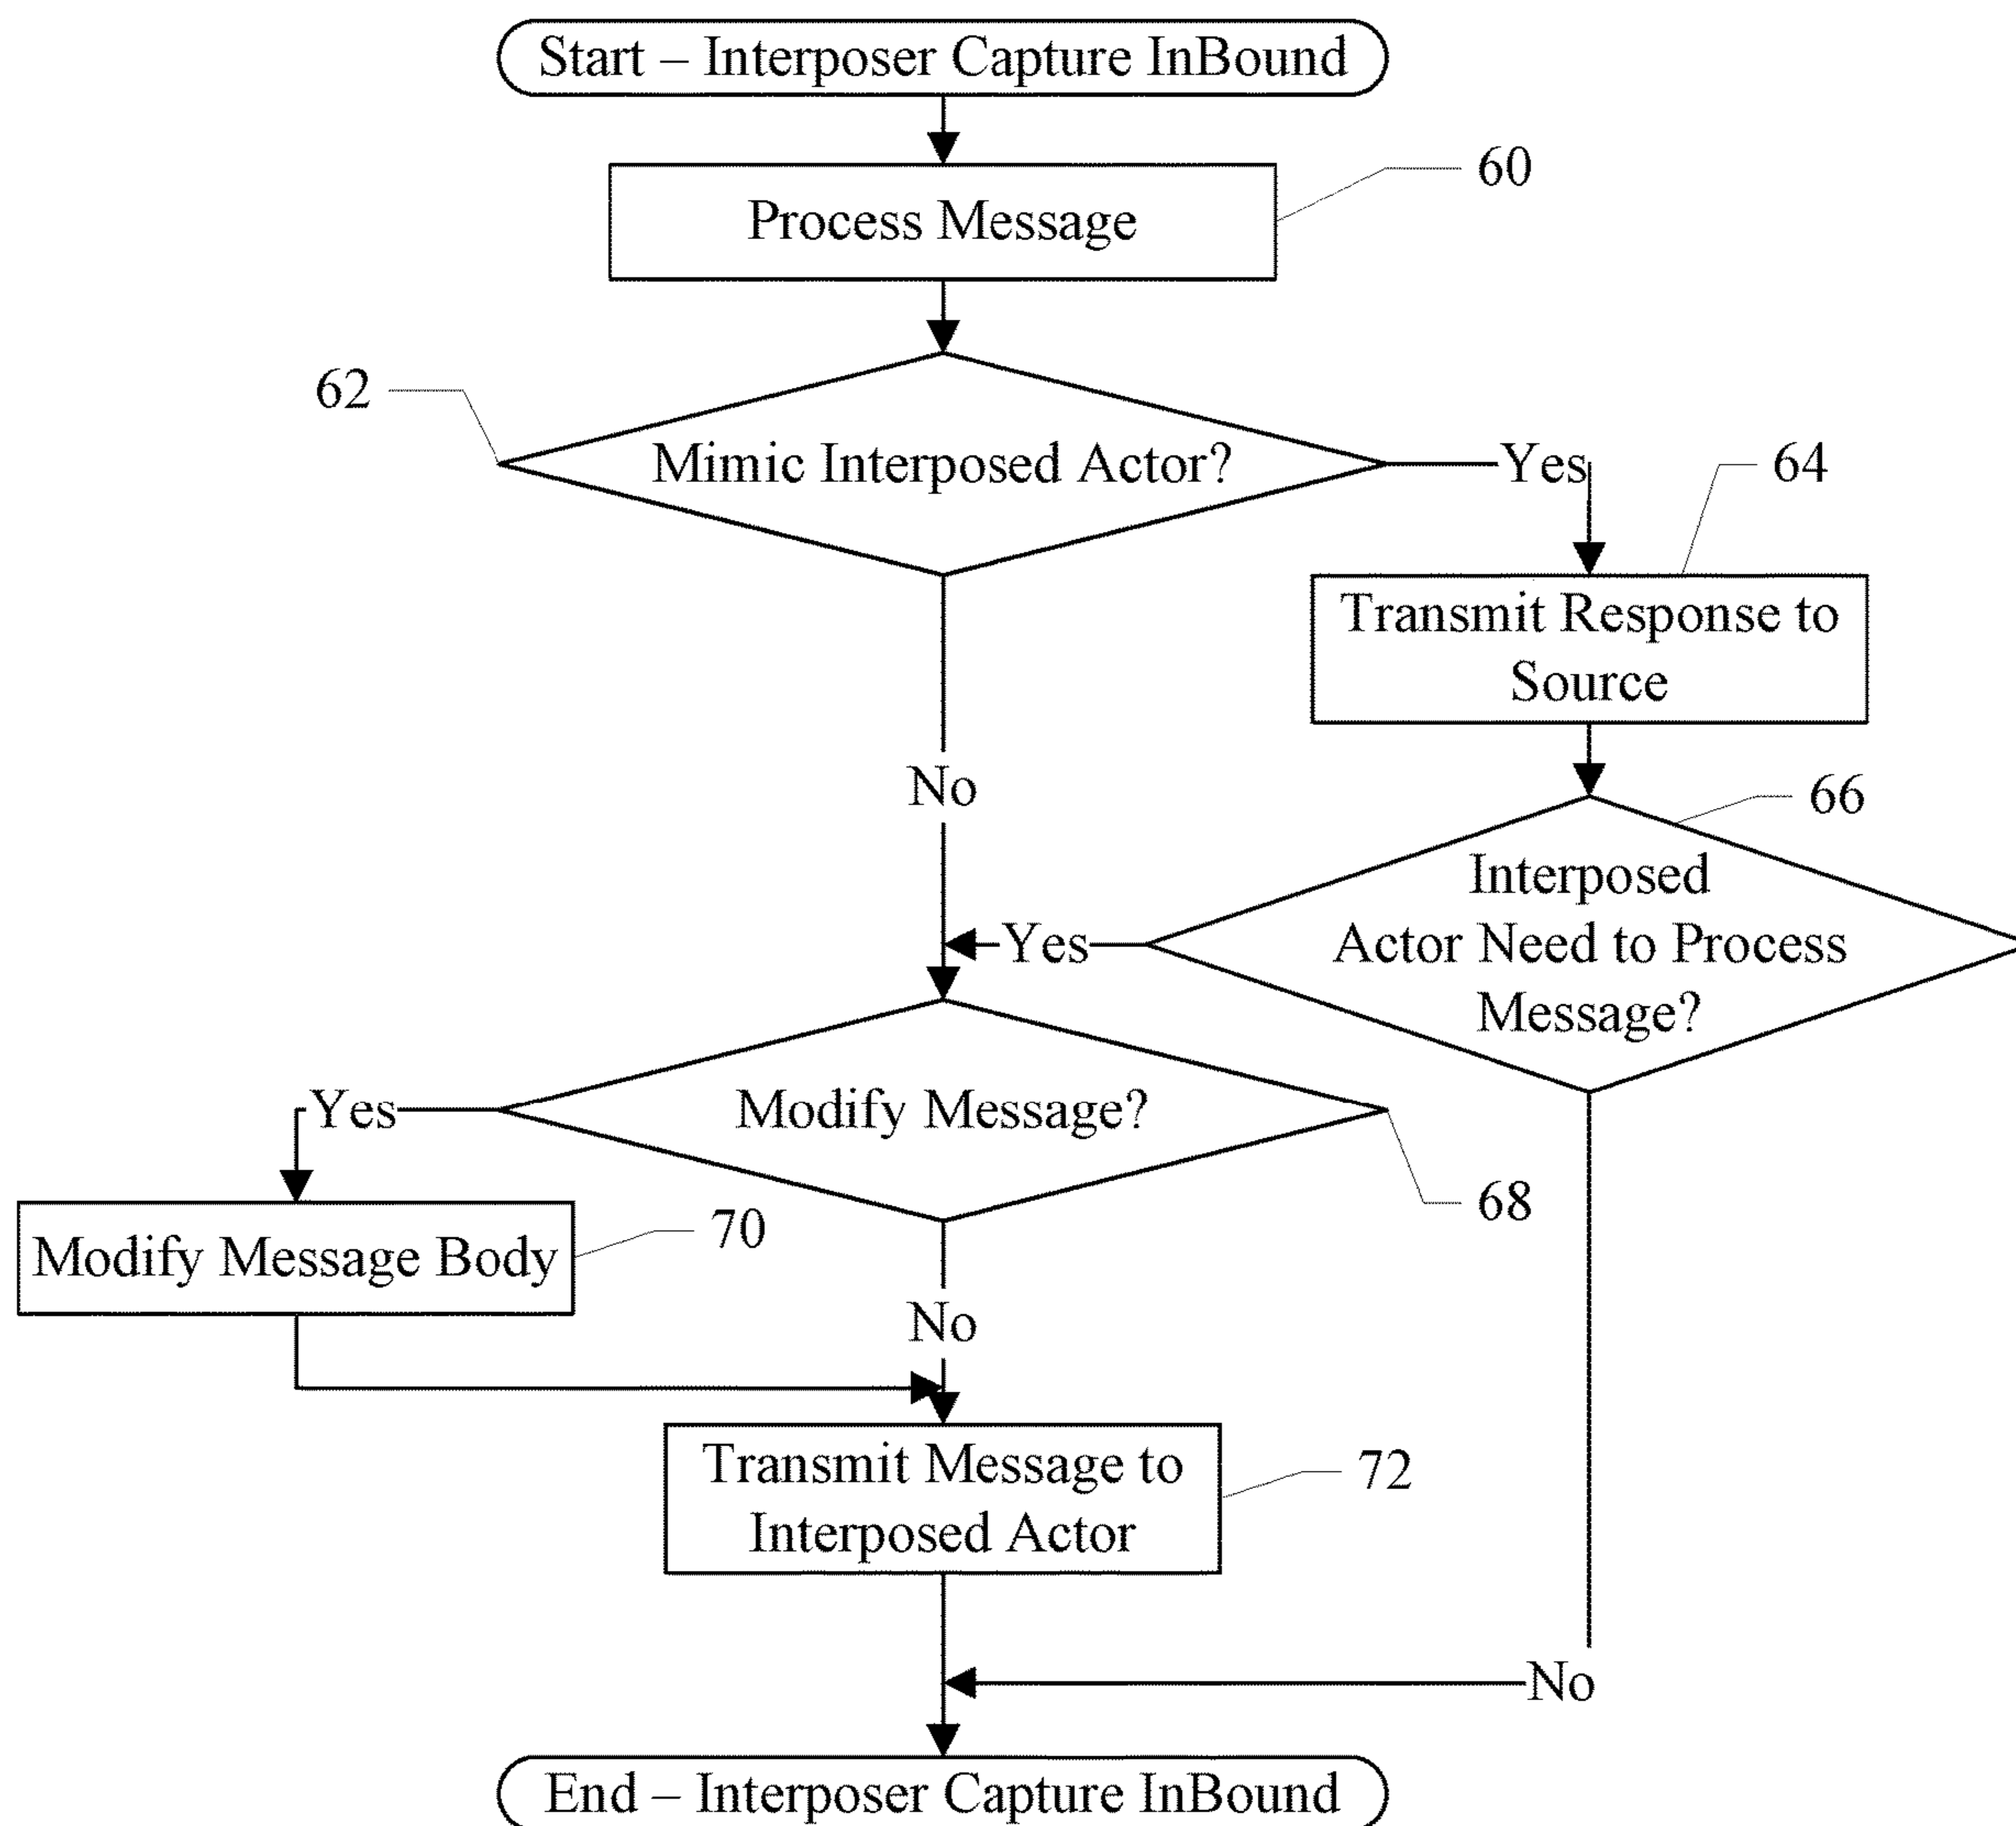 Start – Interposer Capture InBound
60
Process Message
62
Mimic Interposed Actor?
Yes
64
Transmit Response to
Source
No
66
Interposed
Actor Need to Process
Message?
Yes
Yes
Modify Message?
68
70
Modify Message Body
No
Transmit Message to
Interposed Actor
72
No
End – Interposer Capture InBound